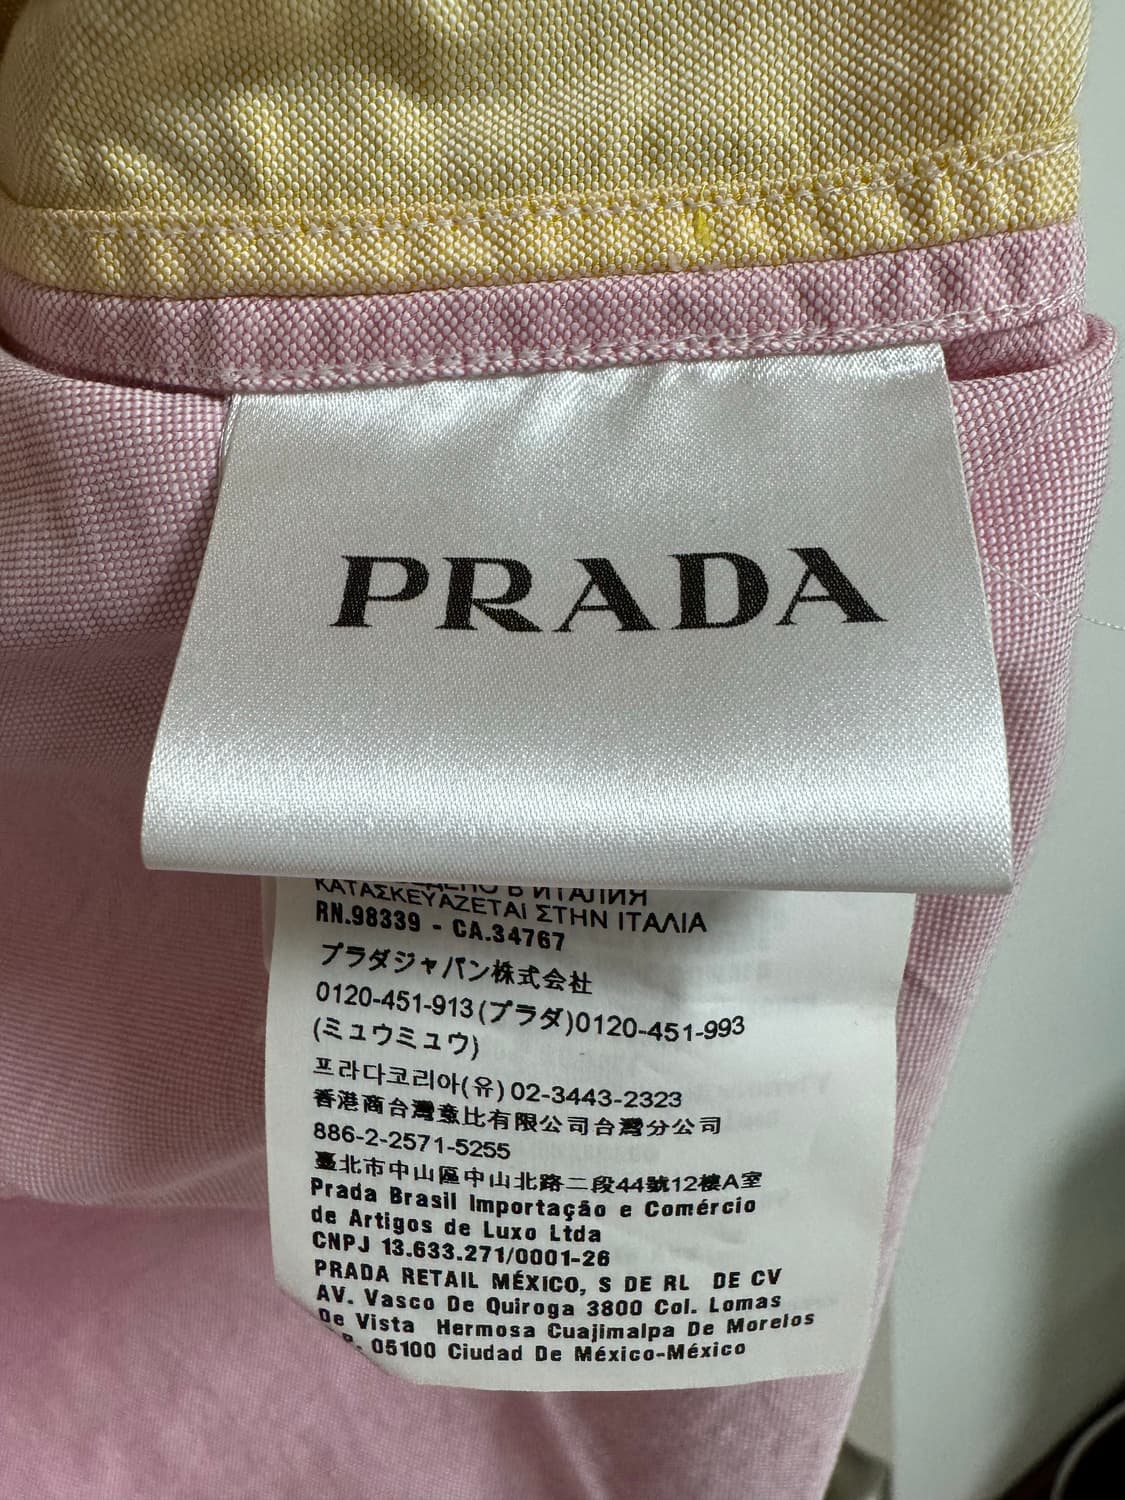 PRADA
В ИТАЛИЯ
ΚΑΤΑΣΚΕΥΑΖΕΤΑΙ ΣΤΗΝ ΙΤΑΛΙΑ
RN.98339 - CA.34767
プラダジャパン株式会社
0120-451-913(プラダ)0120-451-993
(ミュウミュウ)
프라다코리아(유) 02-3443-2323
香港商台灣意比有限公司台灣分公司
886-2-2571-5255
臺北市中山區中山北路二段44號12樓A室
Prada Brasil Importação e Comércio
de Artigos de Luxo Ltda
CNPJ 13.633.271/0001-26
PRADA RETAIL MÉXICO, S DE RL DE CV
AV. Vasco De Quiroga 3800 Col. Lomas
De Vista Hermosa Cuajimalpa De Morelos
05100 Ciudad De México-México